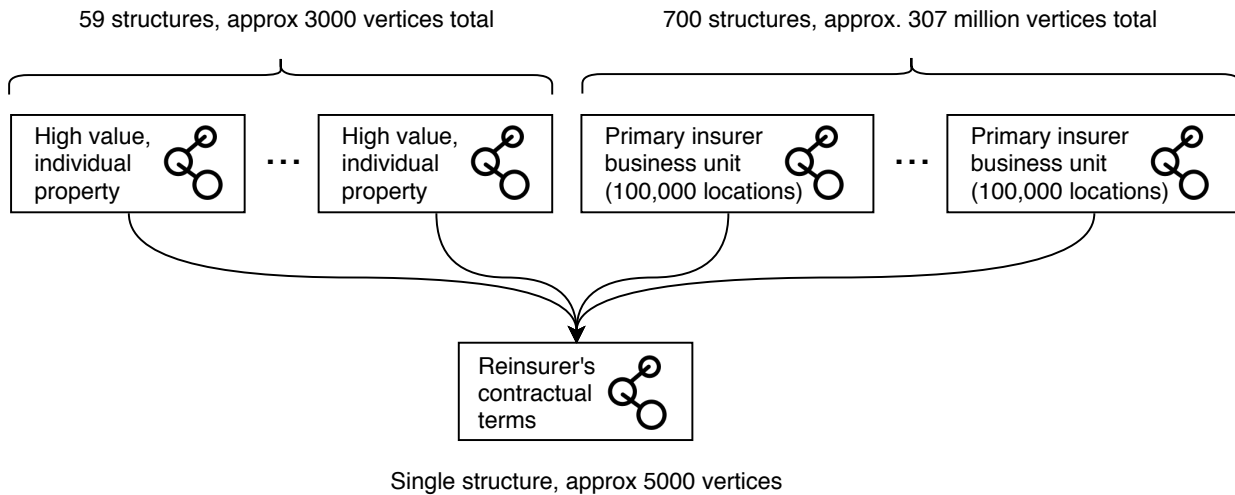 59 structures, approx 3000 vertices total
700 structures, approx. 307 million vertices total
High value,
individual
property
...
High value,
individual
property
Primary insurer
business unit
(100,000 locations)
...
Primary insurer
business unit
(100,000 locations)
Reinsurer's
contractual
terms
Single structure, approx 5000 vertices